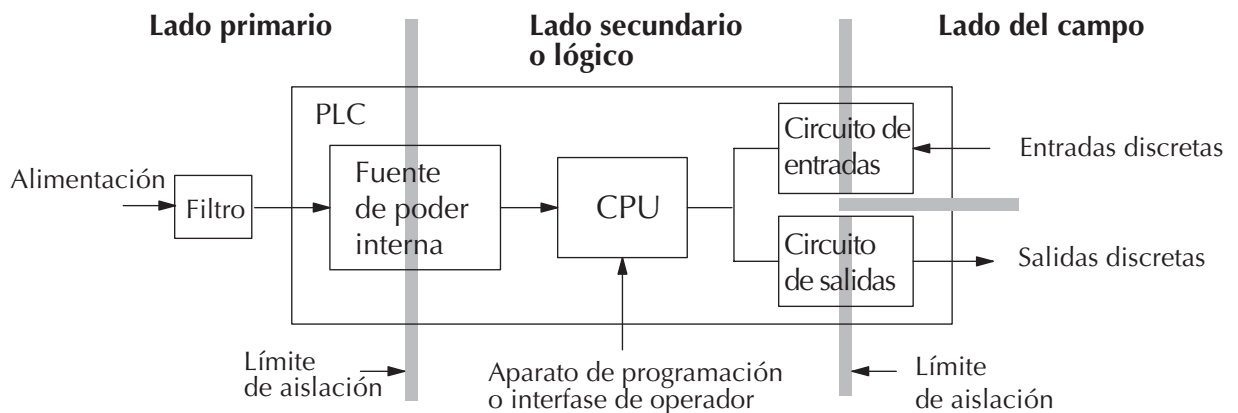 Lado primario
Lado secundario
o lógico
Lado del campo
PLC
Alimentación
Filtro
Fuente
de poder
interna
CPU
Circuito de
entradas
Entradas discretas
Circuito
de salidas
Salidas discretas
Límite
de aislación
Aparato de programación
o interfase de operador
Límite
de aislación